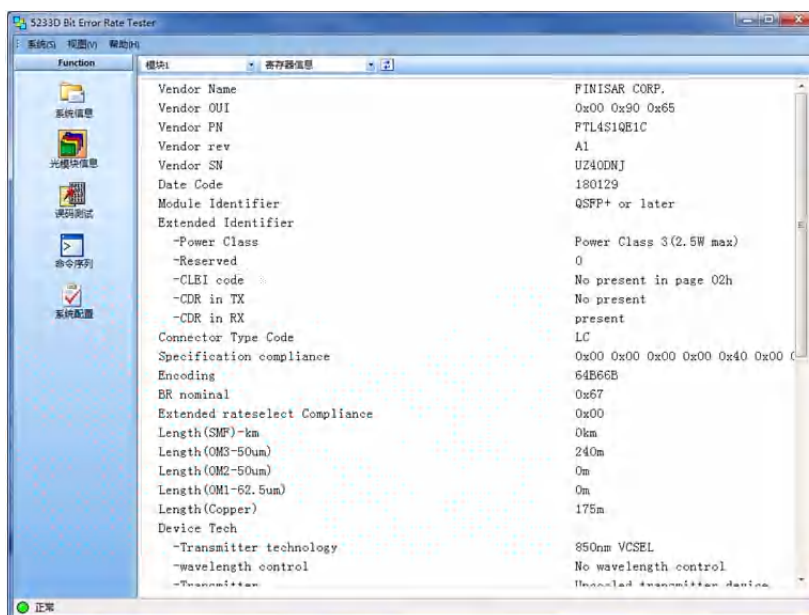 5233D Bit Error Rate Tester
系统(S) 视图(V) 帮助(H)
Function 模块1 寄存器信息
系统信息
光模块信息
误码测试
命令序列
系统配置
Vendor Name FINISAR CORP.
Vendor OUI 0x00 0x90 0x65
Vendor PN FTL4S1QE1C
Vendor rev A1
Vendor SN UZ40DNJ
Date Code 180129
Module Identifier QSFP+ or later
Extended Identifier
-Power Class Power Class 3(2.5W max)
-Reserved 0
-CLEI code No present in page 02h
-CDR in TX No present
-CDR in RX present
Connector Type Code LC
Specification compliance 0x00 0x00 0x00 0x00 0x40 0x00 0
Encoding 64B66B
BR nominal 0x67
Extended rateselect Compliance 0x00
Length(SMF)-km 0km
Length(OM3-50um) 240m
Length(OM2-50um) 0m
Length(OM1-62.5um) 0m
Length(Copper) 175m
Device Tech
-Transmitter technology 850nm VCSEL
-wavelength control No wavelength control
-Transmitter Uncooled transmitter device
正常